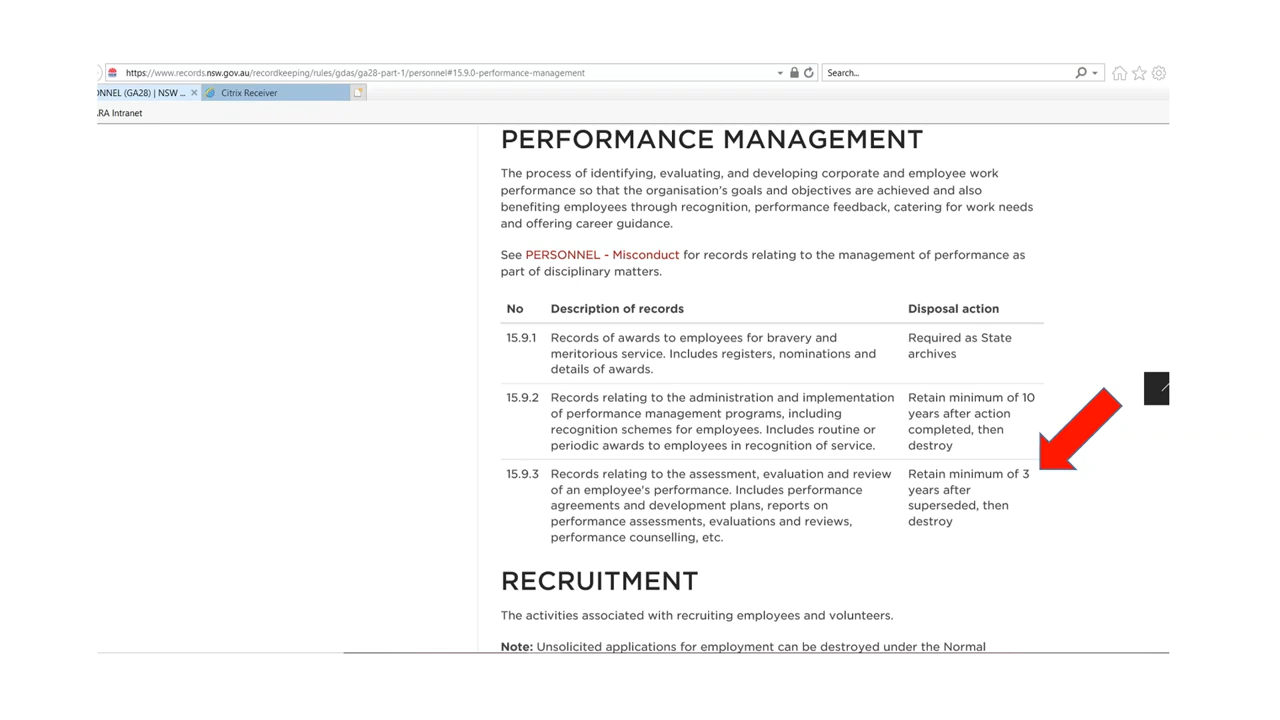 https://www.records.nsw.gov.au/recordkeeping/rules/gdas/ga28-part-1/personnel#15.9.0-performance-management
Search...
ONNEL (GA28) | NSW ...
Citrix Receiver
RA Intranet
PERFORMANCE MANAGEMENT
The process of identifying, evaluating, and developing corporate and employee work
performance so that the organisation's goals and objectives are achieved and also
benefiting employees through recognition, performance feedback, catering for work needs
and offering career guidance.
See PERSONNEL - Misconduct for records relating to the management of performance as
part of disciplinary matters.
No Description of records Disposal action
15.9.1 Records of awards to employees for bravery and Required as State
meritorious service. Includes registers, nominations and archives
details of awards.
15.9.2 Records relating to the administration and implementation Retain minimum of 10
of performance management programs, including years after action
recognition schemes for employees. Includes routine or completed, then
periodic awards to employees in recognition of service. destroy
15.9.3 Records relating to the assessment, evaluation and review Retain minimum of 3
of an employee's performance. Includes performance years after
agreements and development plans, reports on superseded, then
performance assessments, evaluations and reviews, destroy
performance counselling, etc.
RECRUITMENT
The activities associated with recruiting employees and volunteers.
Note: Unsolicited applications for employment can be destroyed under the Normal